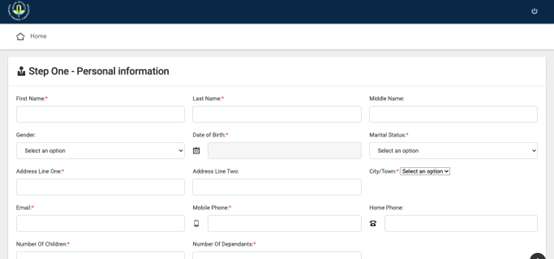 Home
Step One - Personal information
First Name:* Last Name:* Middle Name:
Gender: Date of Birth:* Marital Status:*
Select an option Select an option
Address Line One:* Address Line Two: City/Town:* Select an option
Email:* Mobile Phone:* Home Phone:
Number Of Children:* Number Of Dependants:*